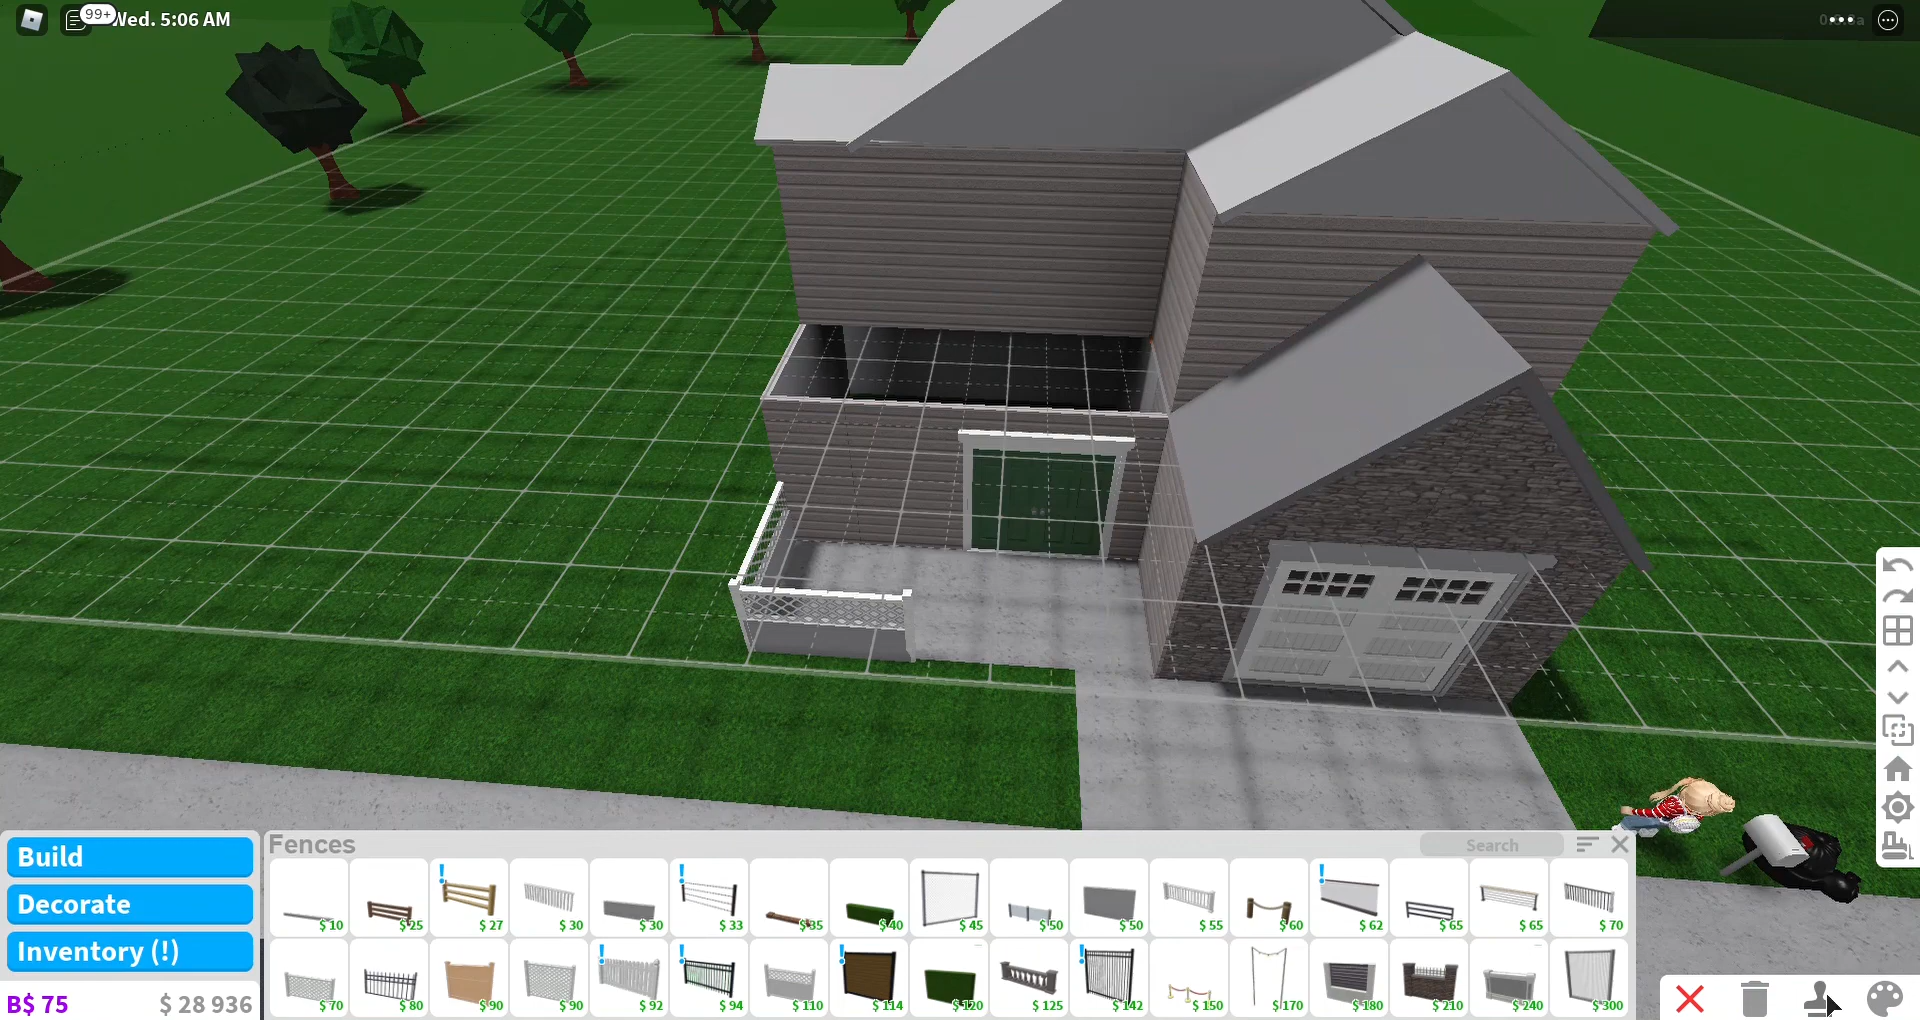 99+ Wed. 5:06 AM
Build
Decorate
Inventory (!)
B$ 75 $ 28 936
Fences Search
$ 10 $ 25 $ 27 $ 30 $ 30 $ 33 $ 35 $ 40 $ 45 $ 50 $ 50 $ 55 $ 60 $ 62 $ 65 $ 65 $ 70
$ 70 $ 80 $ 90 $ 90 $ 92 $ 94 $ 110 $ 114 $ 120 $ 125 $ 142 $ 150 $ 170 $ 180 $ 210 $ 240 $ 300